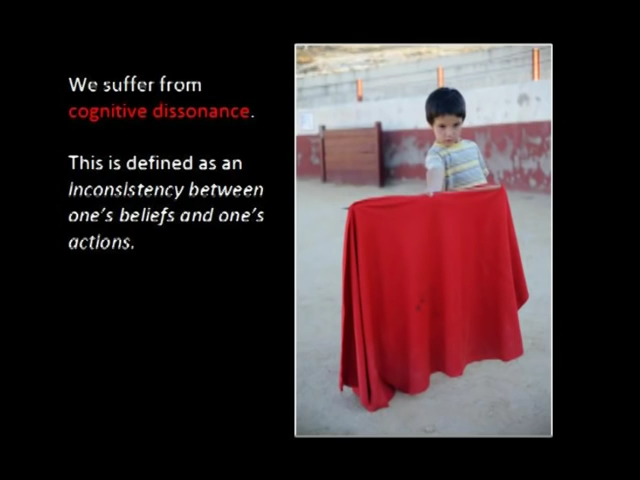 We suffer from
cognitive dissonance.
This is defined as an
inconsistency between
one's beliefs and one's
actions.